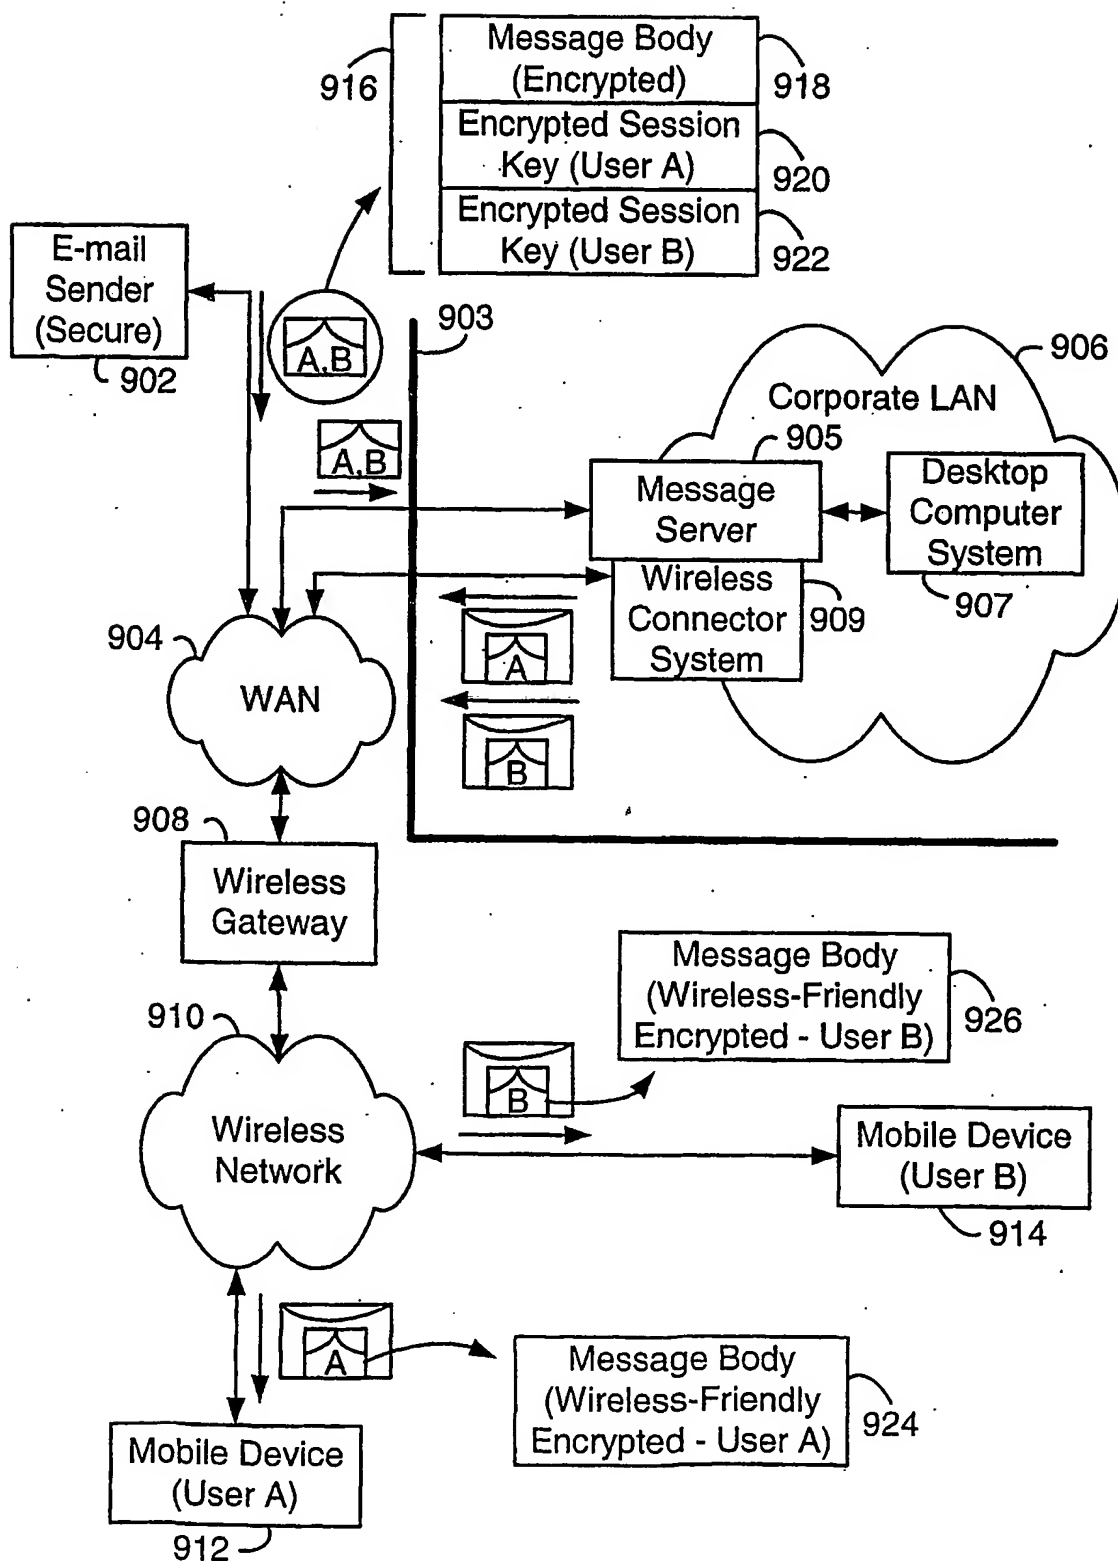 Message Body
(Encrypted)
916
918
Encrypted Session
Key (User A)
920
Encrypted Session
Key (User B)
922
E-mail
Sender
(Secure)
902
A,B
903
906
Corporate LAN
A,B
905
Message
Server
Desktop
Computer
System
907
Wireless
Connector
System
909
904
WAN
A
B
908
Wireless
Gateway
Message Body
(Wireless-Friendly
Encrypted - User B)
926
910
B
Wireless
Network
Mobile Device
(User B)
914
A
Message Body
(Wireless-Friendly
Encrypted - User A)
924
Mobile Device
(User A)
912